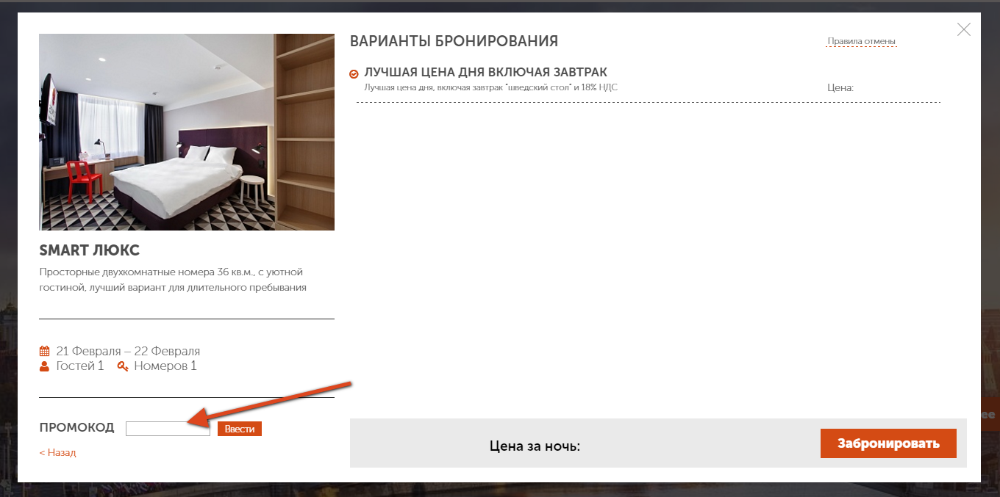 ВАРИАНТЫ БРОНИРОВАНИЯ
Правила отмены
ЛУЧШАЯ ЦЕНА ДНЯ ВКЛЮЧАЯ ЗАВТРАК
Лучшая цена дня, включая завтрак "шведский стол" и 18% НДС
Цена:
SMART ЛЮКС
Просторные двухкомнатные номера 36 кв.м., с уютной
гостиной, лучший вариант для длительного пребывания
21 Февраля – 22 Февраля
Гостей 1 Номеров 1
ПРОМОКОД Ввести
< Назад
Цена за ночь:
Забронировать
ее